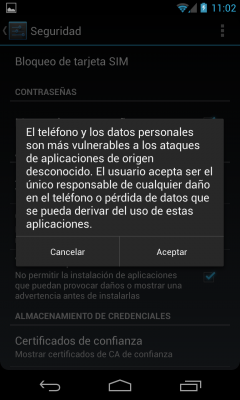 11:02
Seguridad
Bloqueo de tarjeta SIM
CONTRASEÑAS
El teléfono y los datos personales
son más vulnerables a los ataques
de aplicaciones de origen
desconocido. El usuario acepta ser el
único responsable de cualquier daño
en el teléfono o pérdida de datos que
se pueda derivar del uso de estas
aplicaciones.
Cancelar
Aceptar
No permitir la instalación de aplicaciones
que puedan provocar daños o mostrar una
advertencia antes de instalarlas
ALMACENAMIENTO DE CREDENCIALES
Certificados de confianza
Mostrar certificados de CA de confianza